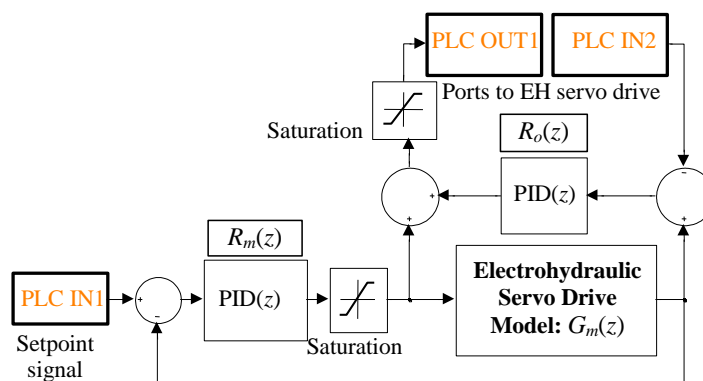 PLC OUT1
PLC IN2
Ports to EH servo drive
Saturation
Rₒ(z)
PID(z)
- 
+
+
+
Rₘ(z)
PLC IN1
+
-
PID(z)
Electrohydraulic
Servo Drive
Model: Gₘ(z)
Setpoint
signal
Saturation